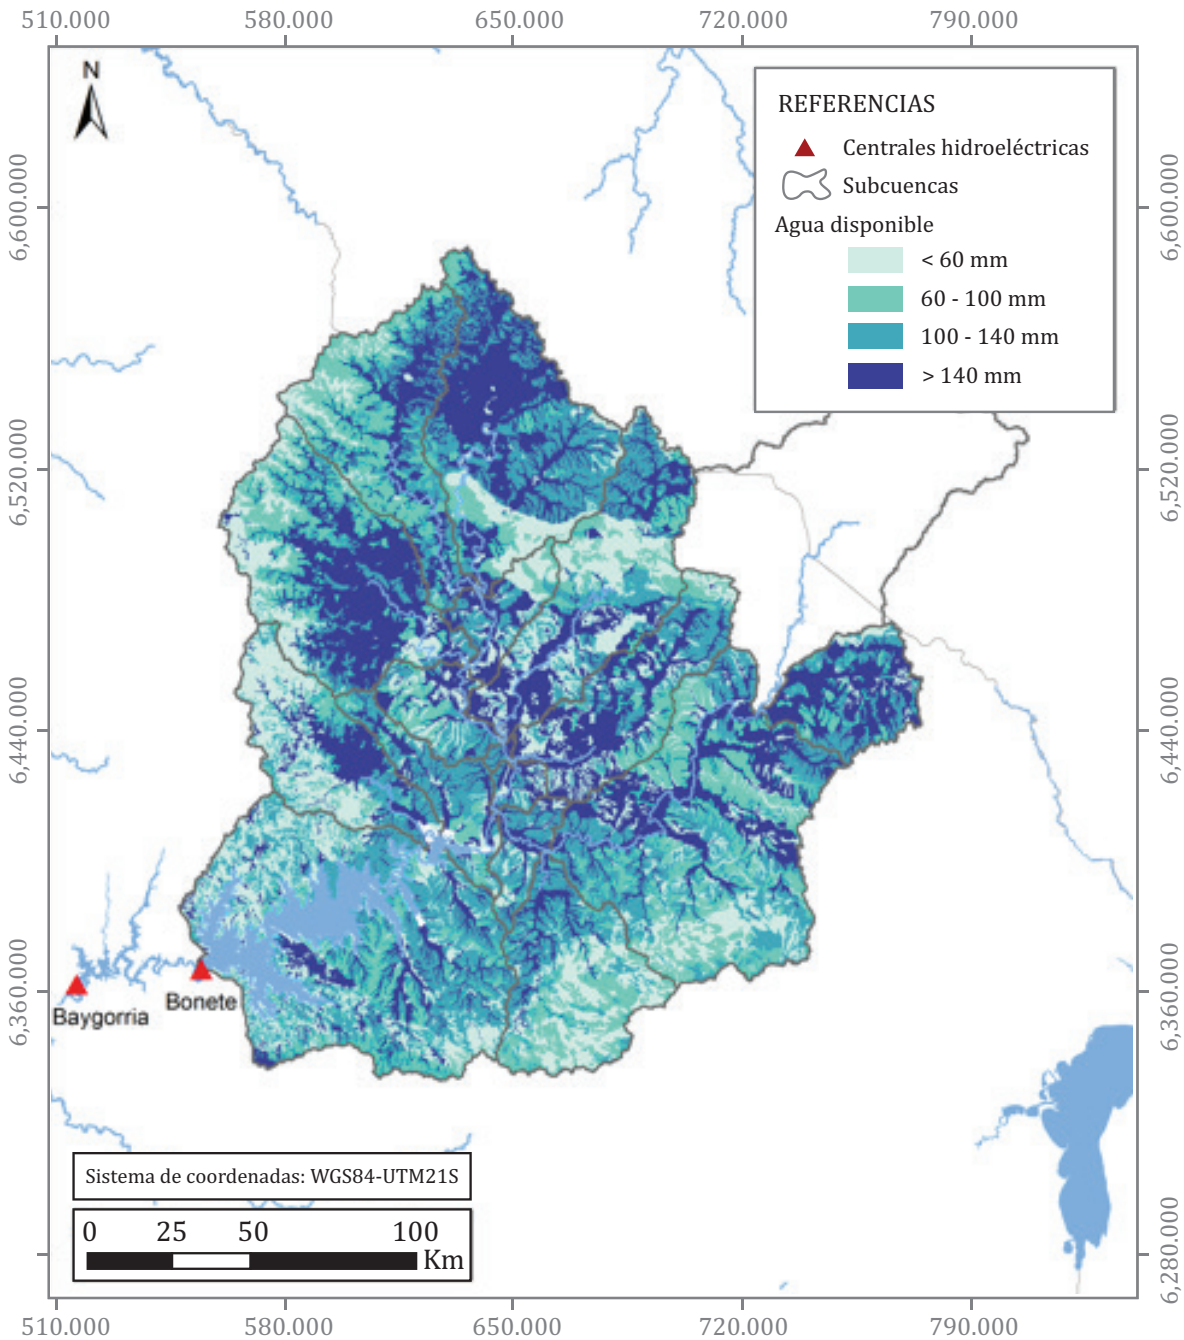 510.000 580.000 650.000 720.000 790.000
N
REFERENCIAS
Centrales hidroeléctricas
Subcuencas
Agua disponible
< 60 mm
60 - 100 mm
100 - 140 mm
> 140 mm
6,600.000 6,600.000
6,520.000 6,520.000
6,440.000 6,440.000
6,360.000 6,360.000
Bonete
Baygorria
6,280.000
Sistema de coordenadas: WGS84-UTM21S
0 25 50 100
Km
510.000 580.000 650.000 720.000 790.000